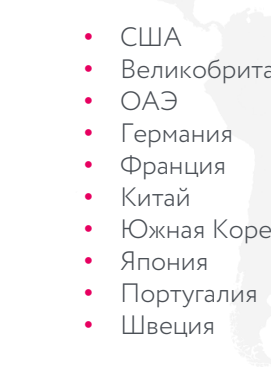 • США
• Великобрита
• ОАЭ
• Германия
• Франция
• Китай
• Южная Коре
• Япония
• Португалия
• Швеция